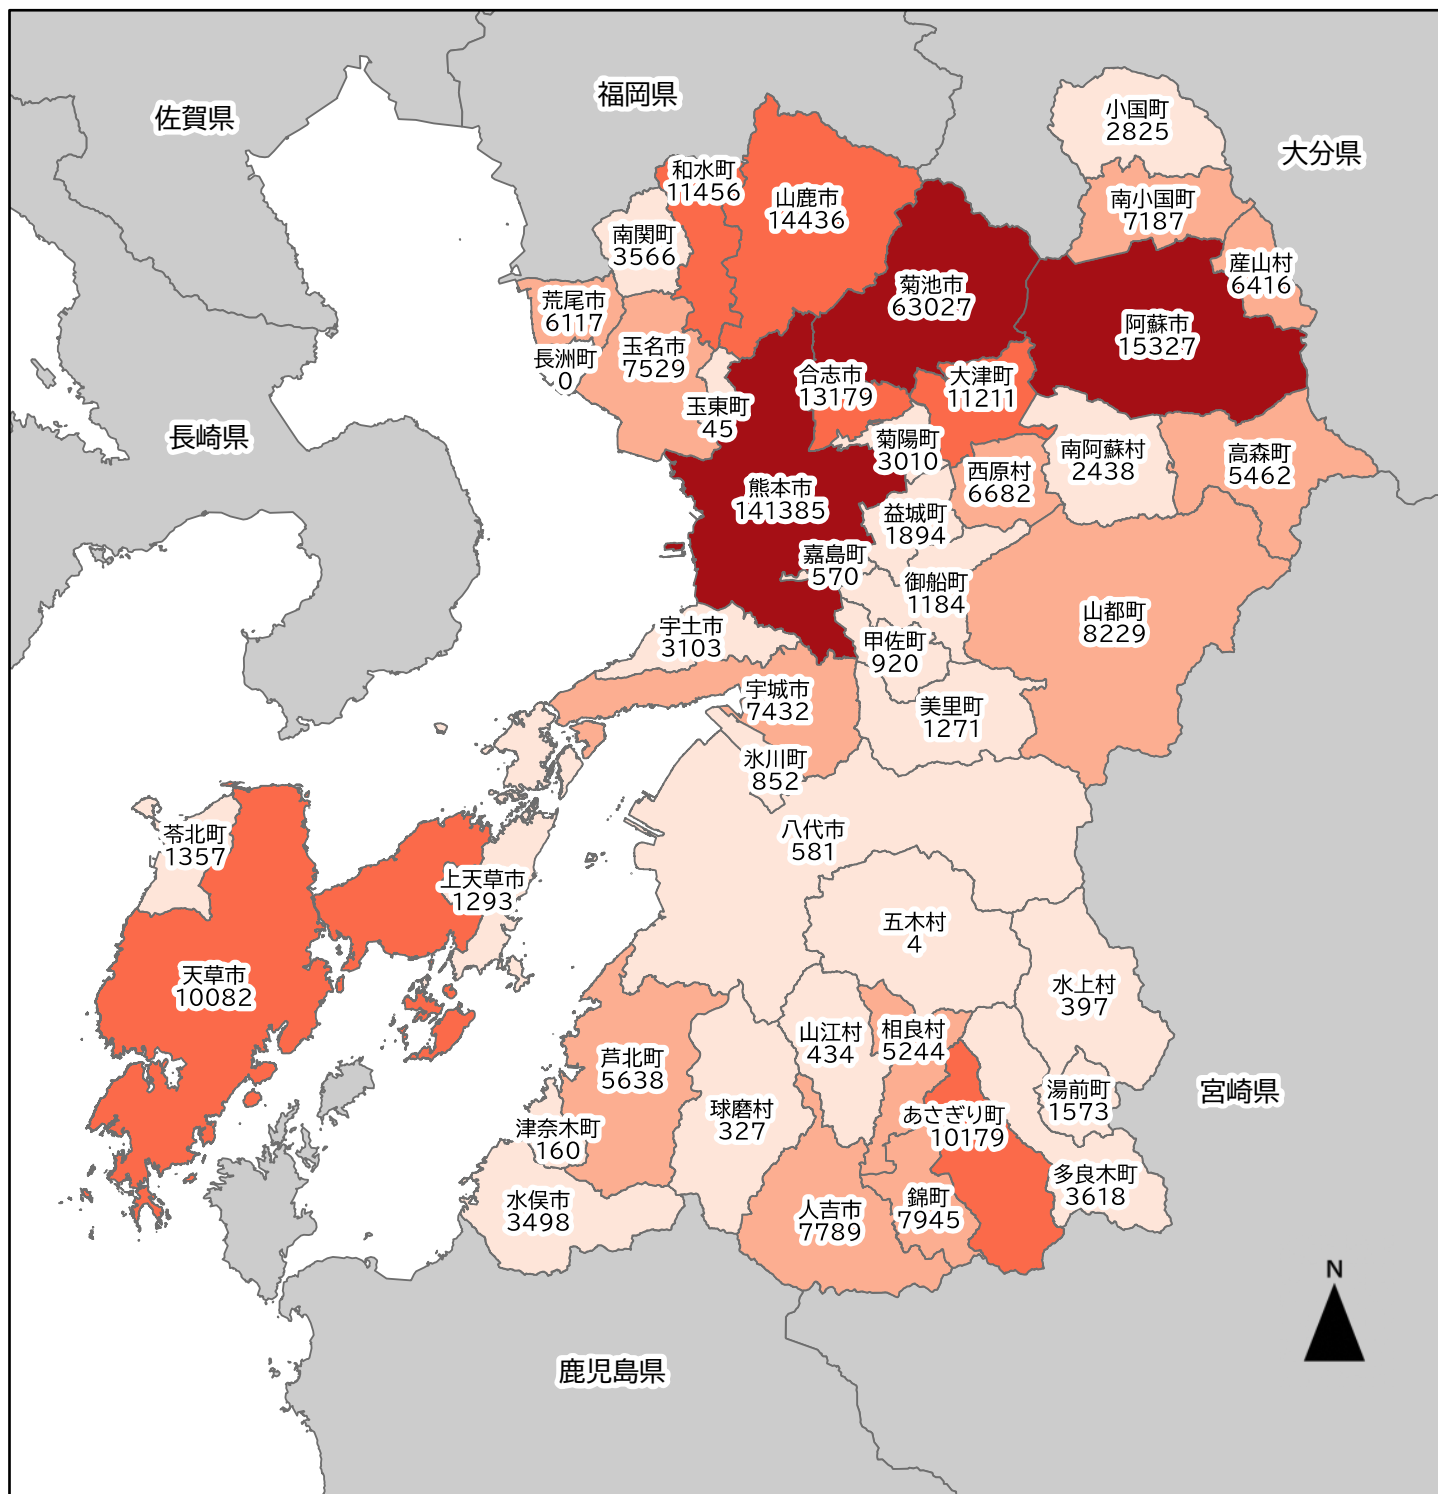 佐賀県
福岡県
大分県
小国町
2825
和水町
11456
山鹿市
14436
南小国町
7187
南関町
3566
産山村
6416
菊池市
63027
荒尾市
6117
阿蘇市
15327
玉名市
7529
長洲町
0
合志市
13179
大津町
11211
玉東町
45
長崎県
菊陽町
3010
南阿蘇村
2438
高森町
5462
西原村
6682
熊本市
141385
益城町
1894
嘉島町
570
御船町
1184
山都町
8229
宇土市
3103
甲佐町
920
宇城市
7432
美里町
1271
氷川町
852
苓北町
1357
八代市
581
上天草市
1293
五木村
4
天草市
10082
水上村
397
山江村
434
相良村
5244
芦北町
5638
湯前町
1573
宮崎県
球磨村
327
あさぎり町
10179
津奈木町
160
多良木町
3618
水俣市
3498
人吉市
7789
錦町
7945
N
鹿児島県